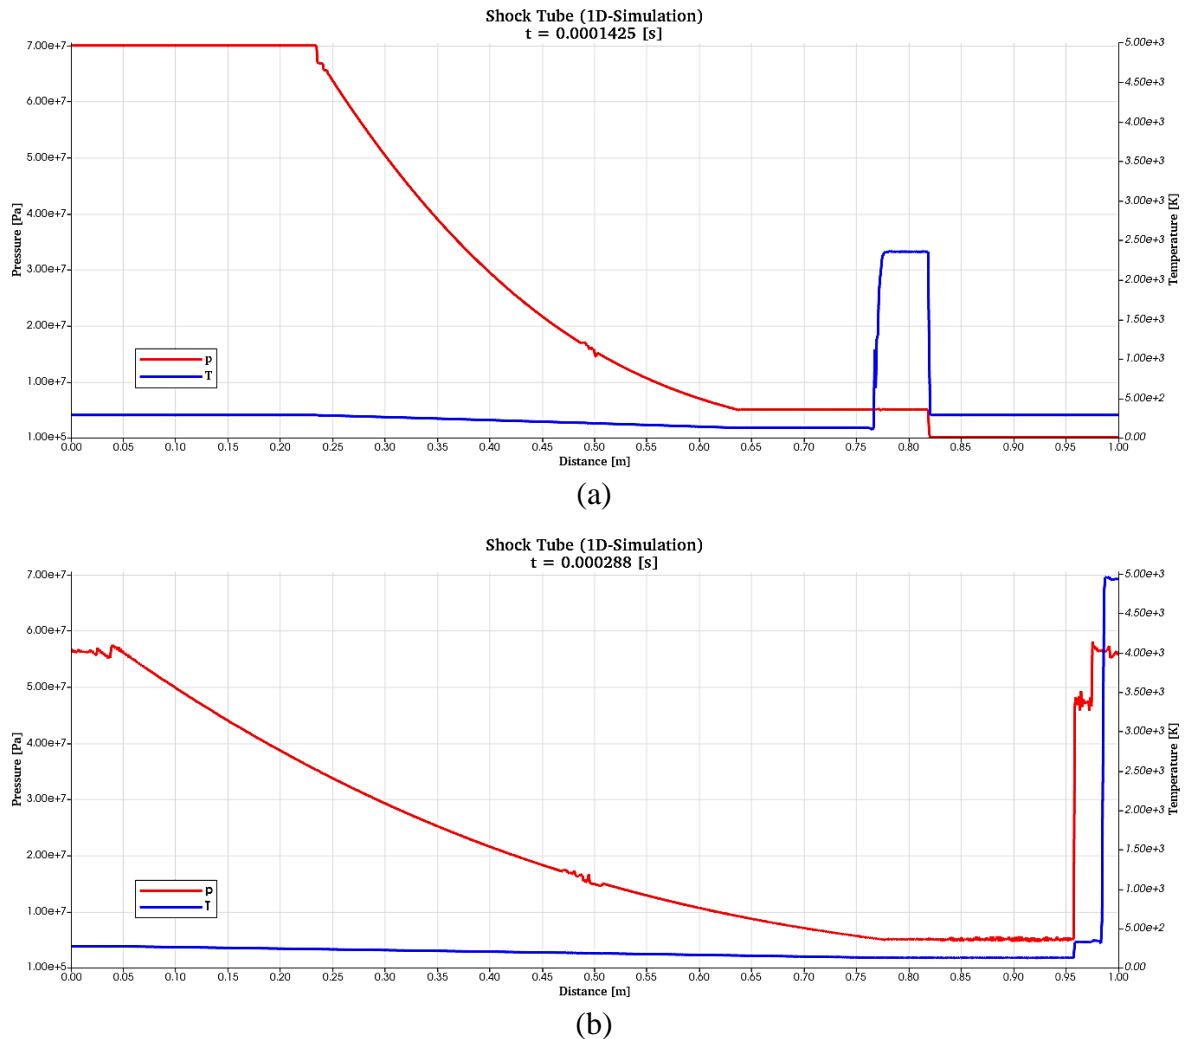 Shock Tube (1D-Simulation)
t = 0.0001425 [s]
7.00e+7
6.00e+7
5.00e+7
4.00e+7
3.00e+7
2.00e+7
1.00e+7
1.00e+5
Pressure [Pa]
5.00e+3
4.50e+3
4.00e+3
3.50e+3
3.00e+3
2.50e+3
2.00e+3
1.50e+3
1.00e+3
5.00e+2
0.00
Temperature [K]
p
T
0.00 0.05 0.10 0.15 0.20 0.25 0.30 0.35 0.40 0.45 0.50 0.55 0.60 0.65 0.70 0.75 0.80 0.85 0.90 0.95 1.00
Distance [m]
(a)
Shock Tube (1D-Simulation)
t = 0.000288 [s]
7.00e+7
6.00e+7
5.00e+7
4.00e+7
3.00e+7
2.00e+7
1.00e+7
1.00e+5
Pressure [Pa]
5.00e+3
4.50e+3
4.00e+3
3.50e+3
3.00e+3
2.50e+3
2.00e+3
1.50e+3
1.00e+3
5.00e+2
0.00
Temperature [K]
p
T
0.00 0.05 0.10 0.15 0.20 0.25 0.30 0.35 0.40 0.45 0.50 0.55 0.60 0.65 0.70 0.75 0.80 0.85 0.90 0.95 1.00
Distance [m]
(b)